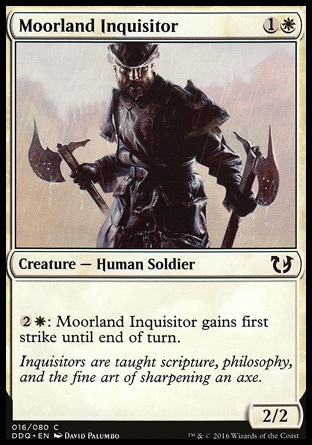 Moorland Inquisitor 1
Creature — Human Soldier
2 : Moorland Inquisitor gains first
strike until end of turn.
Inquisitors are taught scripture, philosophy,
and the fine art of sharpening an axe.
2/2
016/080 C
DDQ • EN DAVID PALUMBO
™ & © 2016 Wizards of the Coast